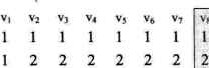 v₁ v₂ v₃ v₄ v₅ v₆ v₇ v₈
1 1 1 1 1 1 1 1
1 2 2 2 2 2 2 2